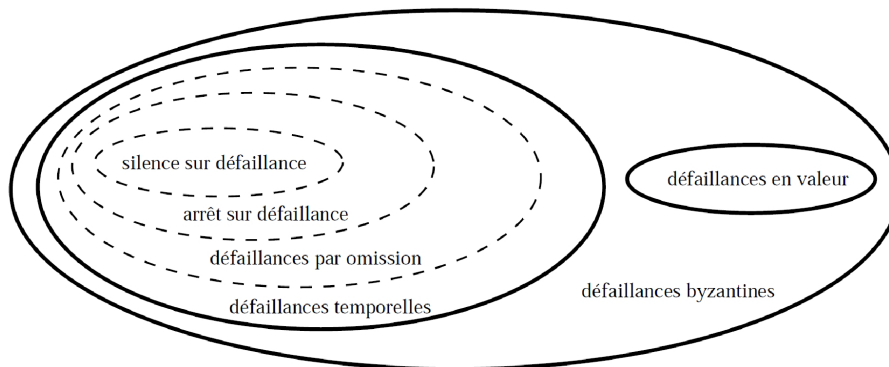 silence sur défaillance
défaillances en valeur
arrêt sur défaillance
défaillances par omission
défaillances byzantines
défaillances temporelles